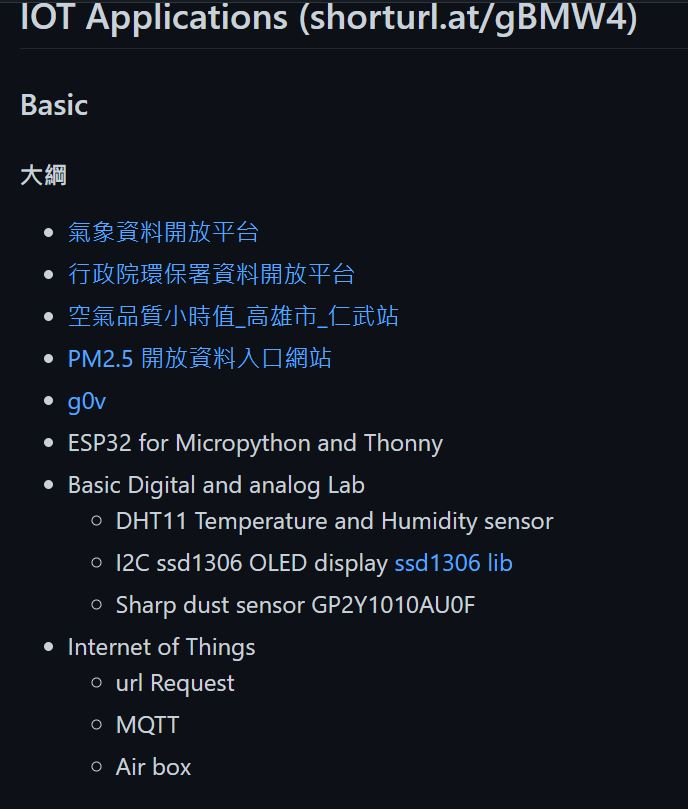 IOT Applications (shorturl.at/gBMW4)
Basic
大綱
氣象資料開放平台
行政院環保署資料開放平台
空氣品質小時值_高雄市_仁武站
PM2.5 開放資料入口網站
g0v
ESP32 for Micropython and Thonny
Basic Digital and analog Lab
DHT11 Temperature and Humidity sensor
I2C ssd1306 OLED display ssd1306 lib
Sharp dust sensor GP2Y1010AU0F
Internet of Things
url Request
MQTT
Air box